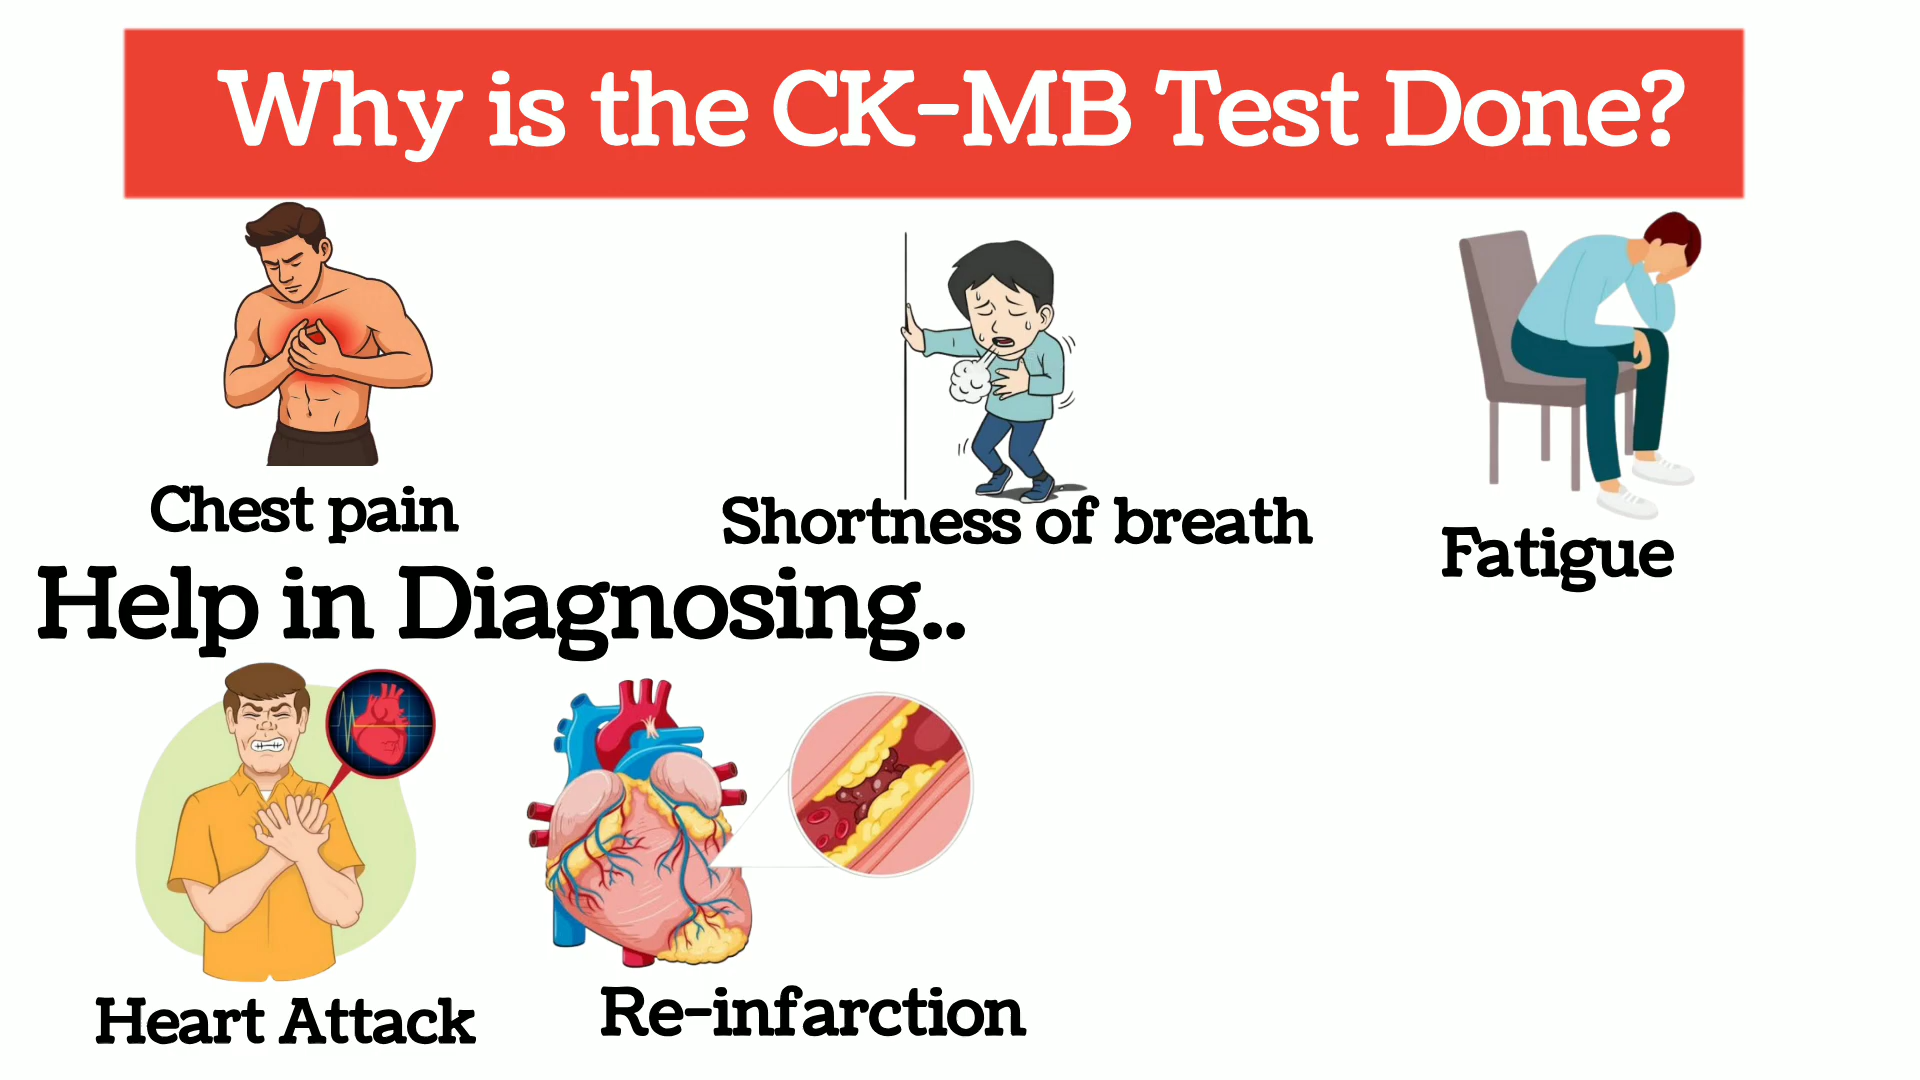 Why is the CK-MB Test Done?
Chest pain
Shortness of breath
Fatigue
Help in Diagnosing..
Heart Attack
Re-infarction